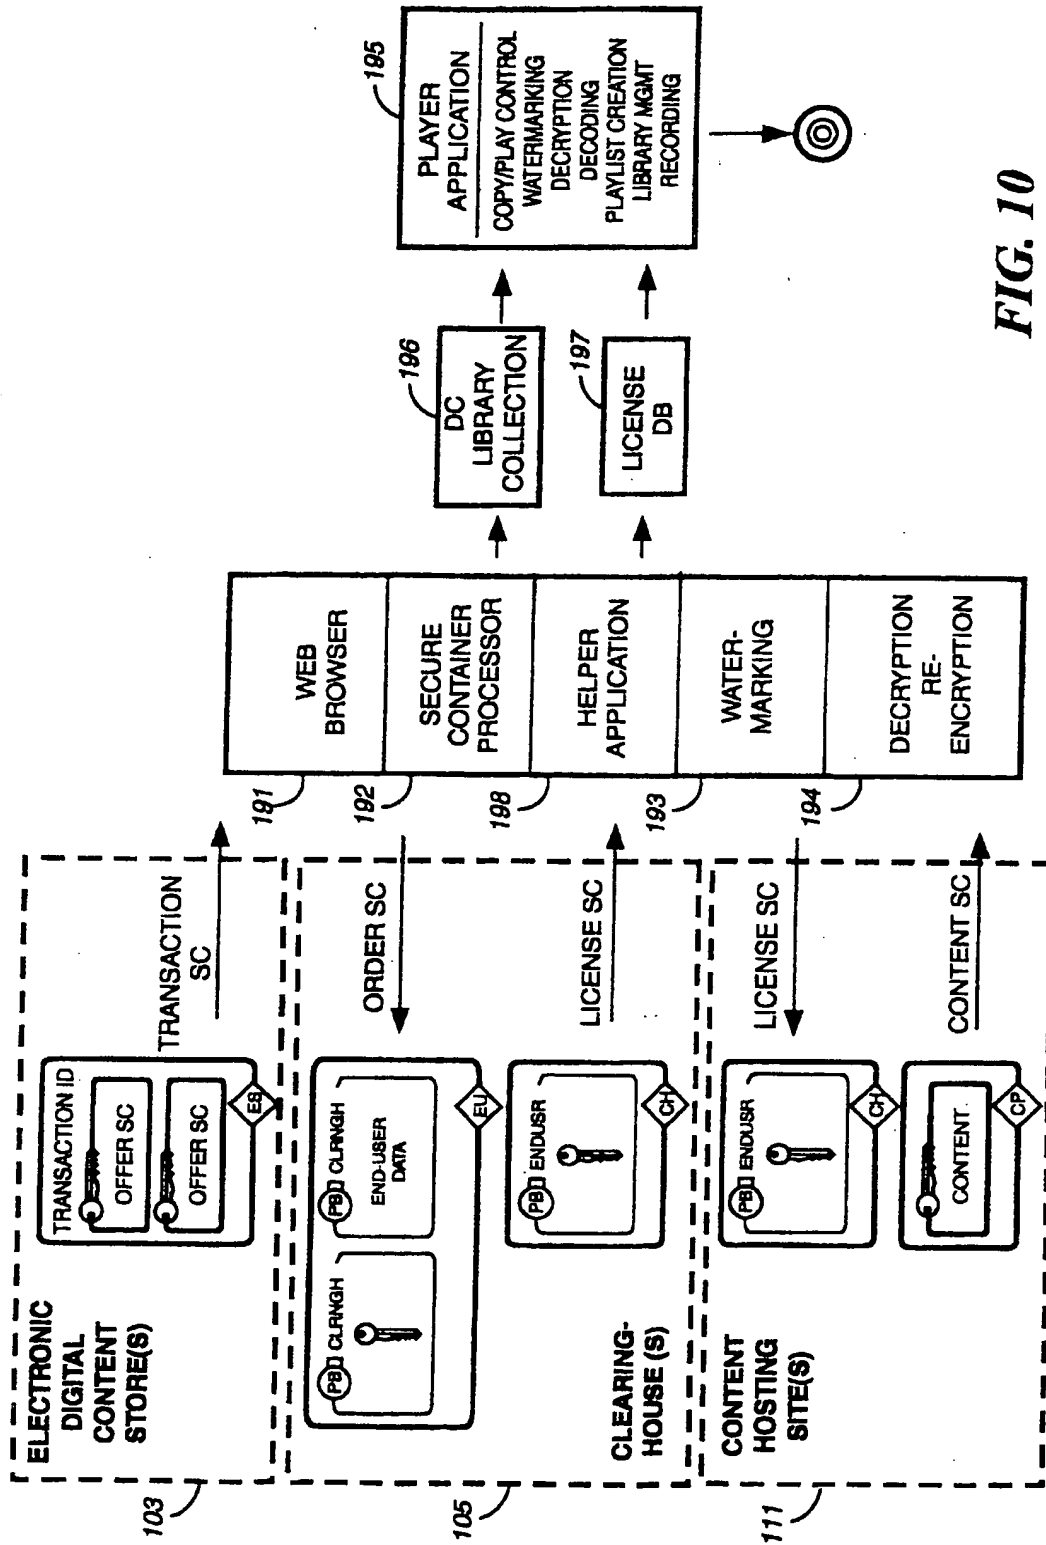 ELECTRONIC
DIGITAL
CONTENT
STORE(S)
103
TRANSACTION ID
OFFER SC
OFFER SC
ES
TRANSACTION
SC
CLEARING-
HOUSE (S)
105
PB CLRNGH
PB CLRNGH
END-USER
DATA
EU
ORDER SC
PB ENDUSR
CH
LICENSE SC
CONTENT
HOSTING
SITE(S)
111
PB ENDUSR
CH
LICENSE SC
CONTENT
CP
CONTENT SC
191
WEB
BROWSER
192
SECURE
CONTAINER
PROCESSOR
198
HELPER
APPLICATION
193
WATER-
MARKING
194
DECRYPTION
RE-
ENCRYPTION
196
DC
LIBRARY
COLLECTION
197
LICENSE
DB
195
PLAYER
APPLICATION
COPY/PLAY CONTROL
WATERMARKING
DECRYPTION
DECODING
PLAYLIST CREATION
LIBRARY MGMT
RECORDING
FIG. 10